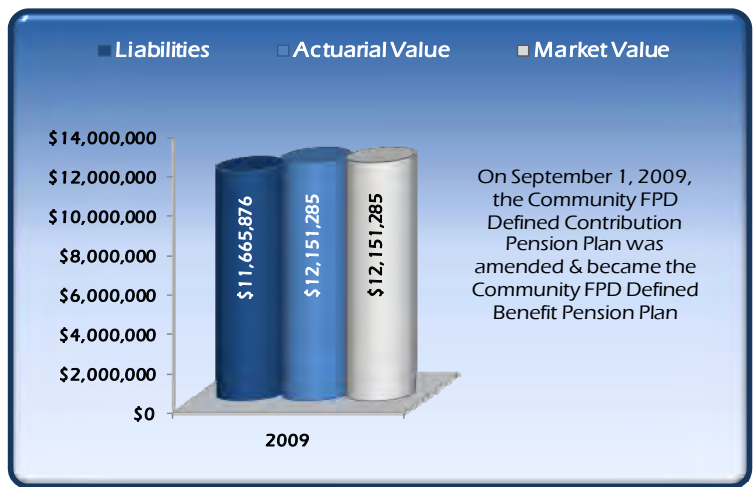 Liabilities Actuarial Value Market Value
$14,000,000
$12,000,000
$10,000,000
$8,000,000
$6,000,000
$4,000,000
$2,000,000
$0
$11,665,876
$12,151,285
$12,151,285
2009
On September 1, 2009,
the Community FPD
Defined Contribution
Pension Plan was
amended & became the
Community FPD Defined
Benefit Pension Plan